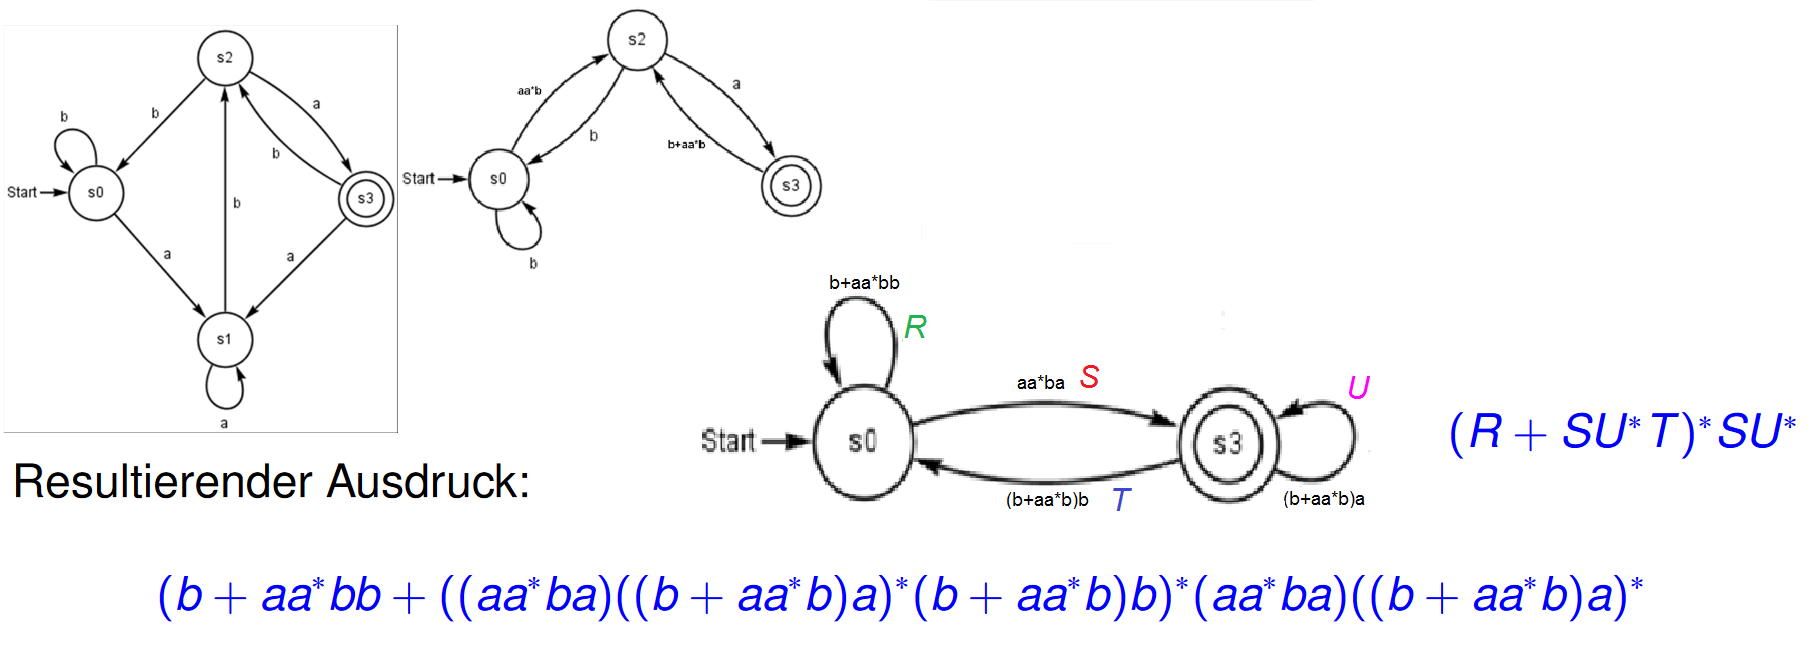 s2
b
a
b
b
Start
s0
s3
b
a
a
s1
a
s2
aa*b
a
b
b+aa*b
Start
s0
s3
b
b+aa*bb
R
aa*ba S
U
Start
s0
s3
(R + SU*T)*SU*
(b+aa*b)b T
(b+aa*b)a
Resultierender Ausdruck:
(b + aa*bb + ((aa*ba)((b + aa*b)a)*(b + aa*b)b)*(aa*ba)((b + aa*b)a)*